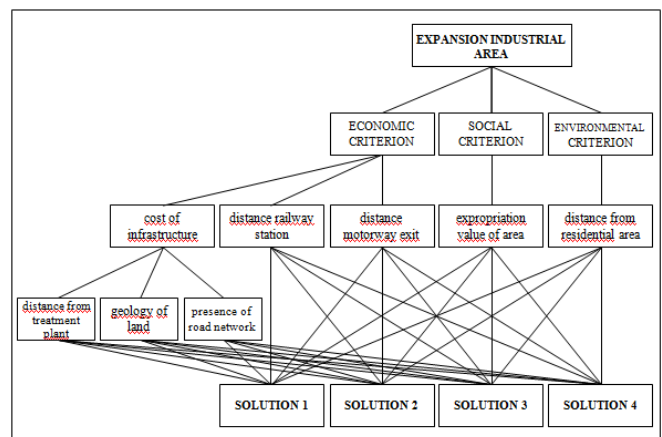 EXPANSION INDUSTRIAL
AREA
ECONOMIC
CRITERION
SOCIAL
CRITERION
ENVIRONMENTAL
CRITERION
cost of
infrastructure
distance railway
station
distance
motorway exit
expropriation
value of area
distance from
residential area
distance from
treatment
plant
geology of
land
presence of
road network
SOLUTION 1
SOLUTION 2
SOLUTION 3
SOLUTION 4